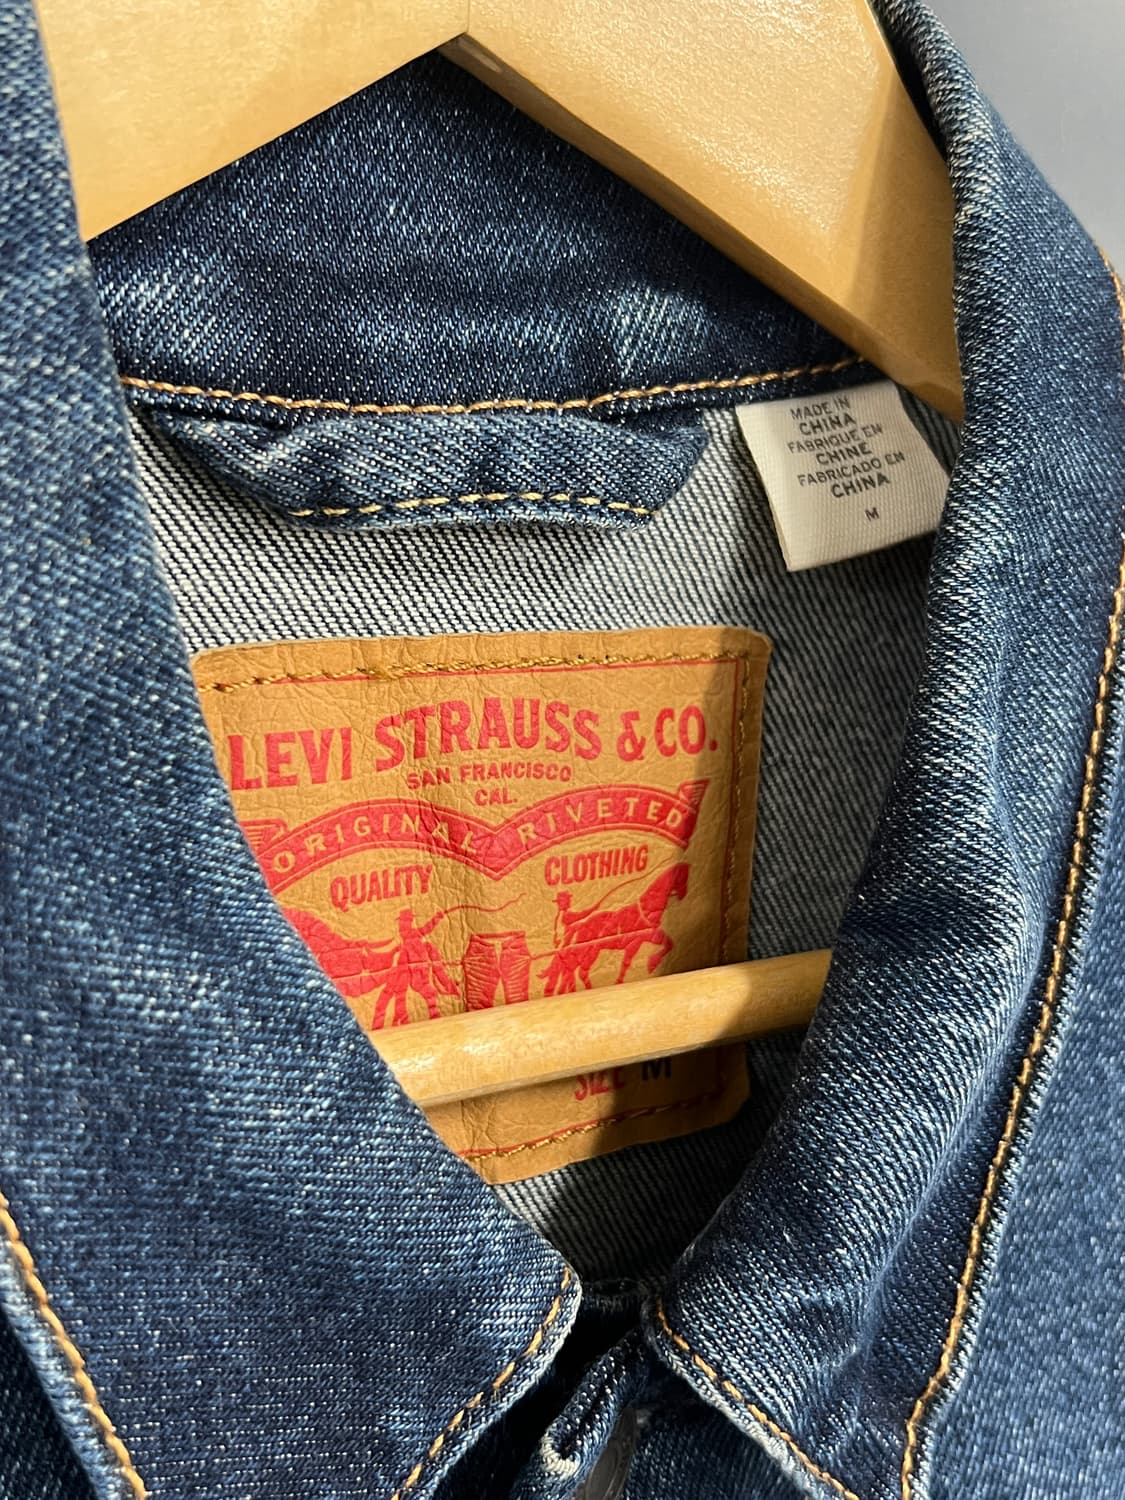 MADE IN
CHINA
FABRIQUE EN
CHINE
FABRICADO EN
CHINA
M
LEVI STRAUSS & CO.
SAN FRANCISCO
CAL.
ORIGINAL RIVETED
QUALITY CLOTHING
SIZE M